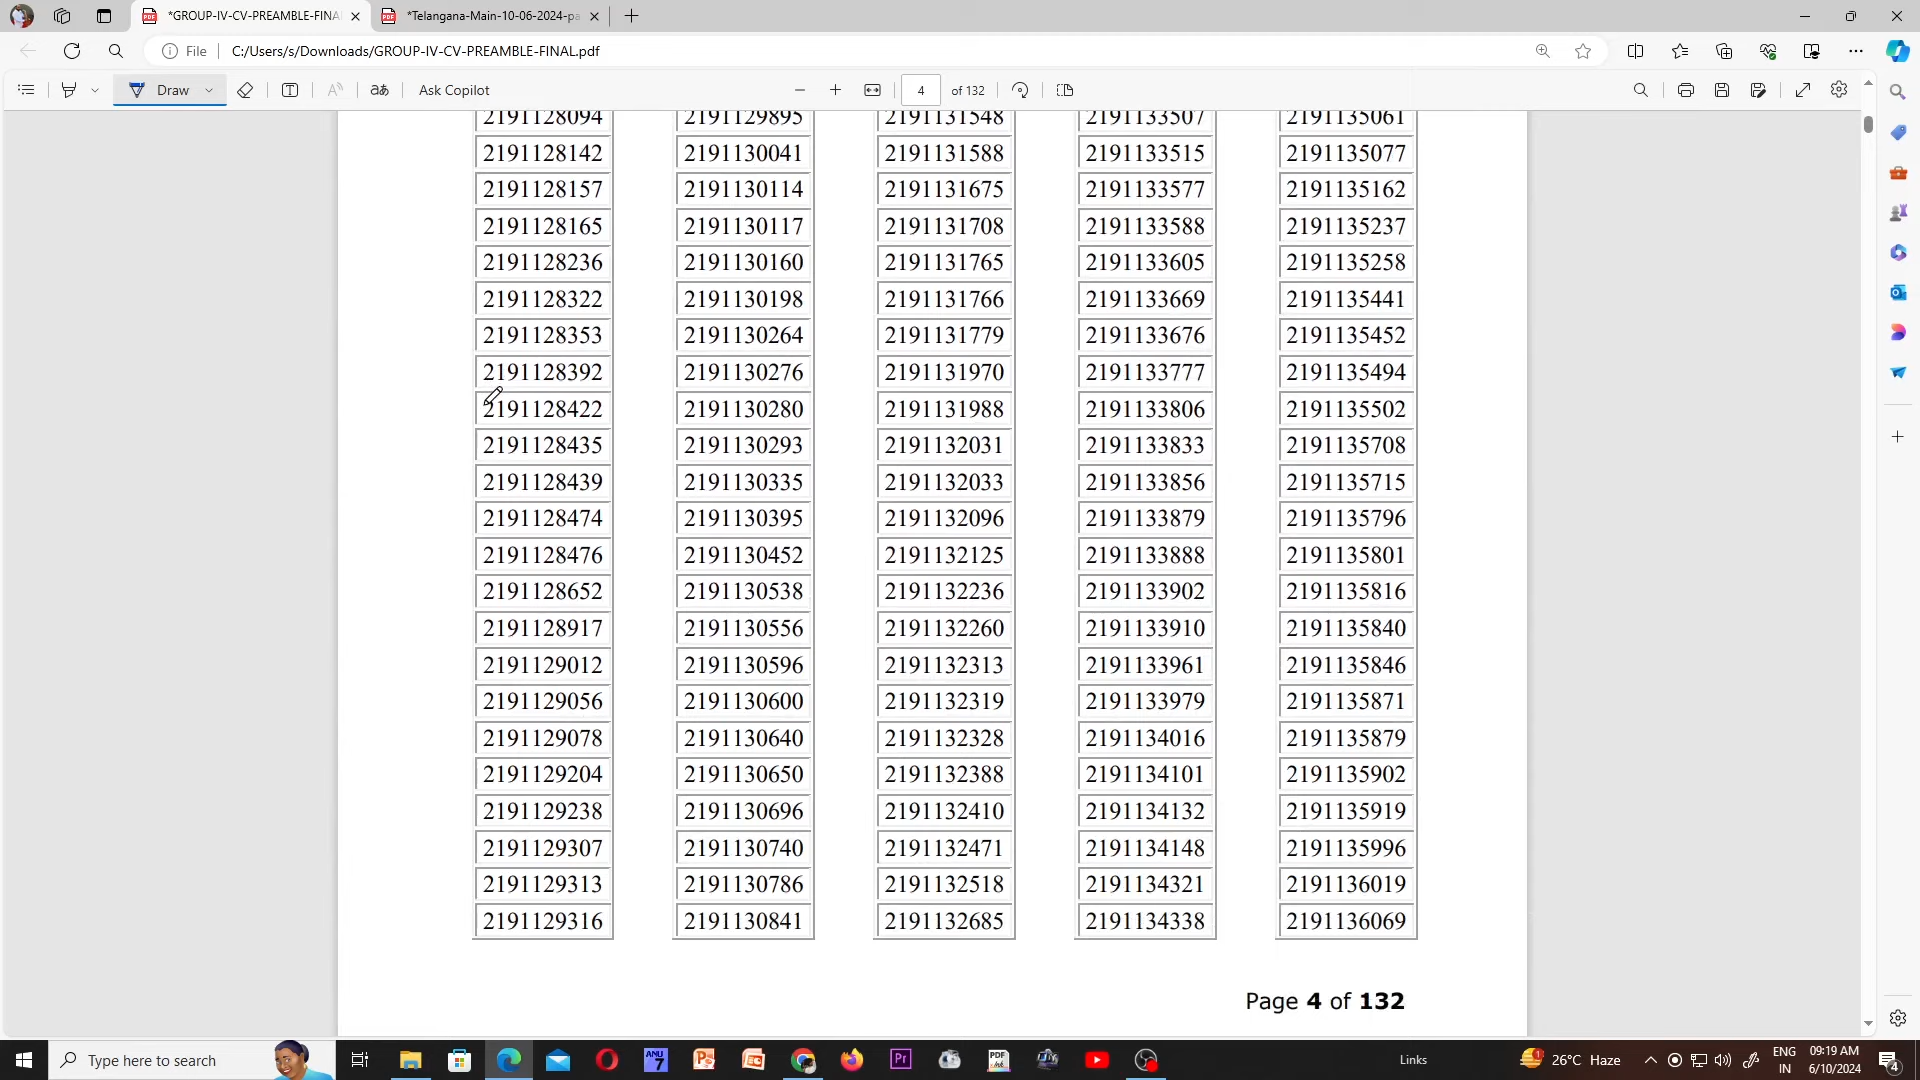 *GROUP-IV-CV-PREAMBLE-FINAL
*Telangana-Main-10-06-2024-pa
File
C:/Users/s/Downloads/GROUP-IV-CV-PREAMBLE-FINAL.pdf
Draw
Ask Copilot
4 of 132
2191128094 2191129895 2191131548 2191133507 2191135061
2191128142 2191130041 2191131588 2191133515 2191135077
2191128157 2191130114 2191131675 2191133577 2191135162
2191128165 2191130117 2191131708 2191133588 2191135237
2191128236 2191130160 2191131765 2191133605 2191135258
2191128322 2191130198 2191131766 2191133669 2191135441
2191128353 2191130264 2191131779 2191133676 2191135452
2191128392 2191130276 2191131970 2191133777 2191135494
2191128422 2191130280 2191131988 2191133806 2191135502
2191128435 2191130293 2191132031 2191133833 2191135708
2191128439 2191130335 2191132033 2191133856 2191135715
2191128474 2191130395 2191132096 2191133879 2191135796
2191128476 2191130452 2191132125 2191133888 2191135801
2191128652 2191130538 2191132236 2191133902 2191135816
2191128917 2191130556 2191132260 2191133910 2191135840
2191129012 2191130596 2191132313 2191133961 2191135846
2191129056 2191130600 2191132319 2191133979 2191135871
2191129078 2191130640 2191132328 2191134016 2191135879
2191129204 2191130650 2191132388 2191134101 2191135902
2191129238 2191130696 2191132410 2191134132 2191135919
2191129307 2191130740 2191132471 2191134148 2191135996
2191129313 2191130786 2191132518 2191134321 2191136019
2191129316 2191130841 2191132685 2191134338 2191136069
Page 4 of 132
Type here to search
Links
26°C Haze
ENG
IN
09:19 AM
6/10/2024
4